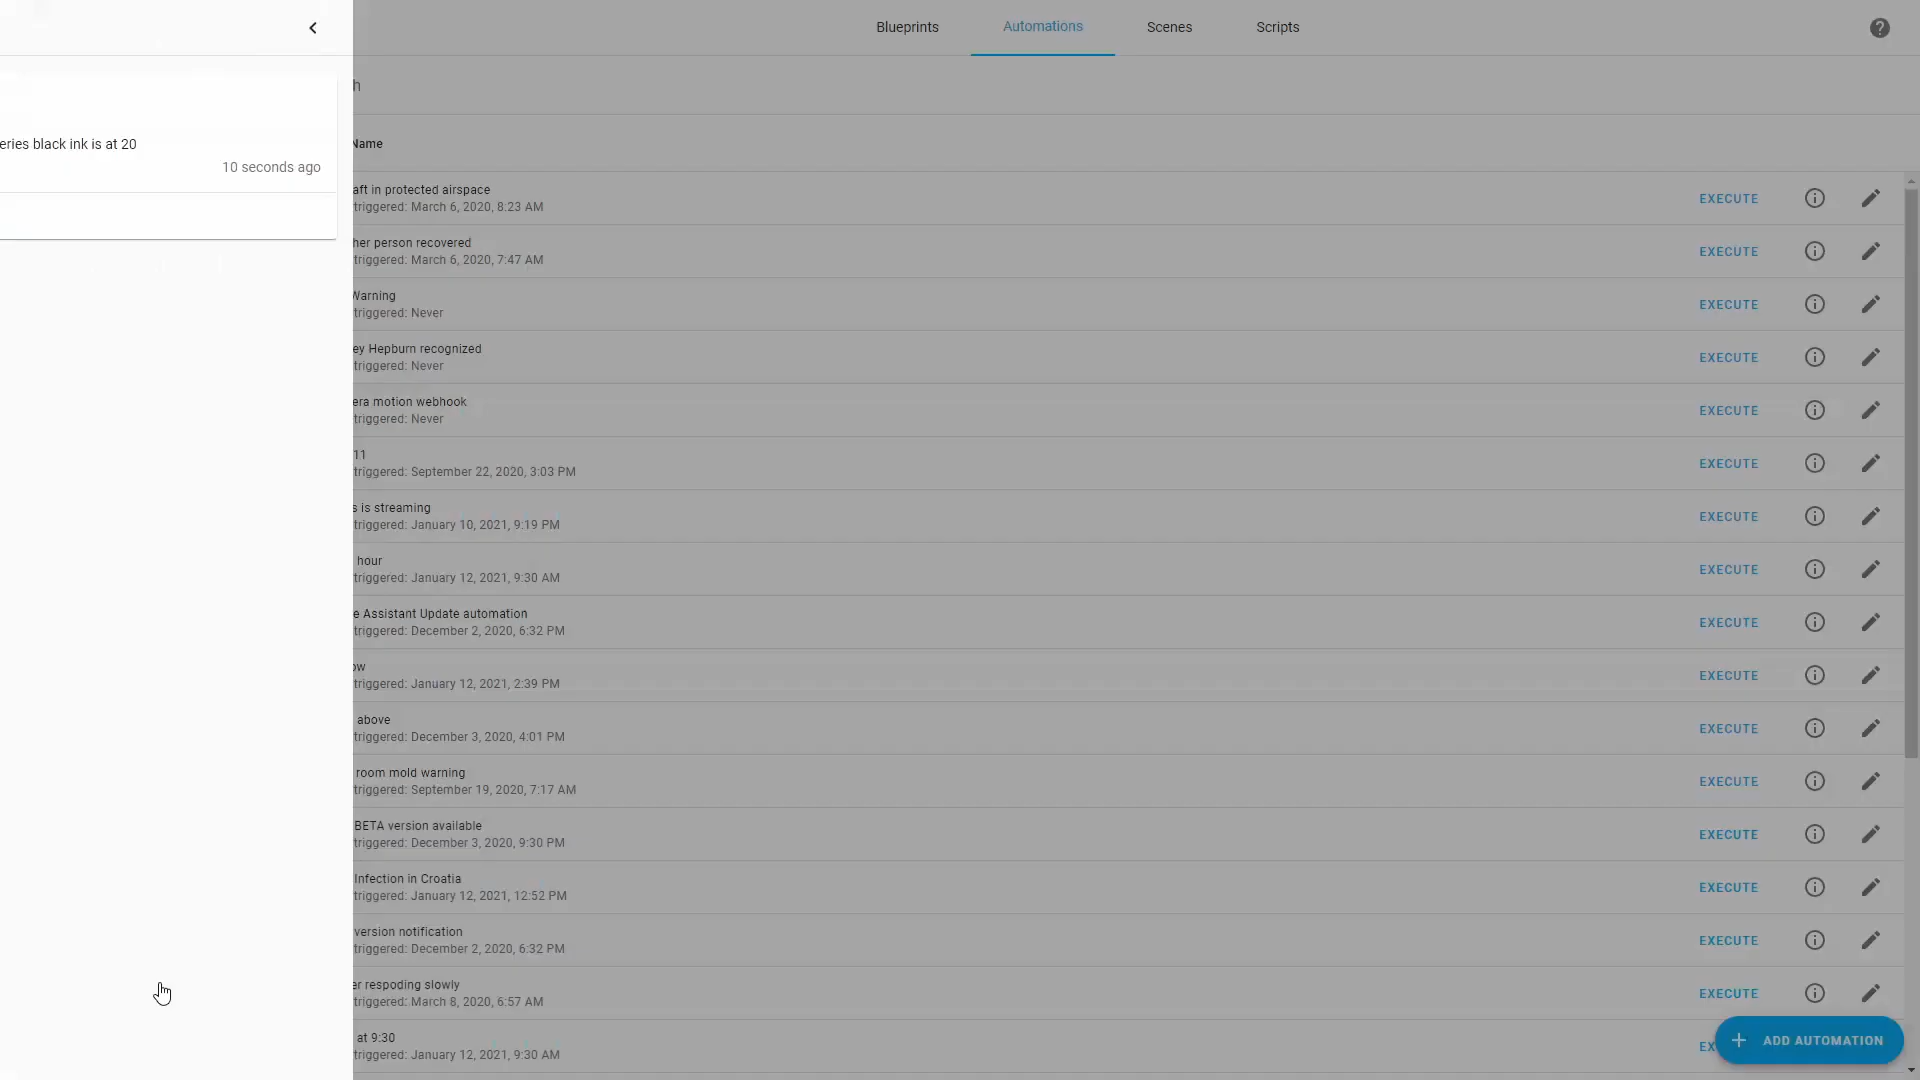 Blueprints
Automations
Scenes
Scripts
h
Name
eries black ink is at 20
10 seconds ago
aft in protected airspace
triggered: March 6, 2020, 8:23 AM
EXECUTE
her person recovered
triggered: March 6, 2020, 7:47 AM
EXECUTE
Warning
triggered: Never
EXECUTE
ey Hepburn recognized
triggered: Never
EXECUTE
era motion webhook
triggered: Never
EXECUTE
11
triggered: September 22, 2020, 3:03 PM
EXECUTE
s is streaming
triggered: January 10, 2021, 9:19 PM
EXECUTE
hour
triggered: January 12, 2021, 9:30 AM
EXECUTE
e Assistant Update automation
triggered: December 2, 2020, 6:32 PM
EXECUTE
ow
triggered: January 12, 2021, 2:39 PM
EXECUTE
above
triggered: December 3, 2020, 4:01 PM
EXECUTE
room mold warning
triggered: September 19, 2020, 7:17 AM
EXECUTE
BETA version available
triggered: December 3, 2020, 9:30 PM
EXECUTE
Infection in Croatia
triggered: January 12, 2021, 12:52 PM
EXECUTE
version notification
triggered: December 2, 2020, 6:32 PM
EXECUTE
er respoding slowly
triggered: March 8, 2020, 6:57 AM
EXECUTE
at 9:30
triggered: January 12, 2021, 9:30 AM
EX
ADD AUTOMATION